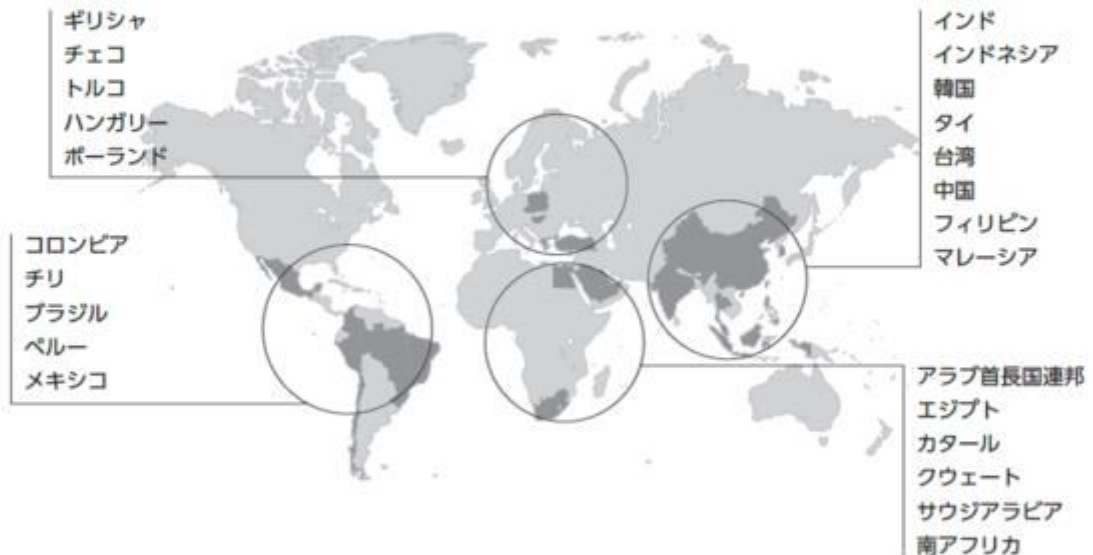 ギリシャ
チェコ
トルコ
ハンガリー
ポーランド
コロンビア
チリ
ブラジル
ペルー
メキシコ
インド
インドネシア
韓国
タイ
台湾
中国
フィリピン
マレーシア
アラブ首長国連邦
エジプト
カタール
クウェート
サウジアラビア
南アフリカ